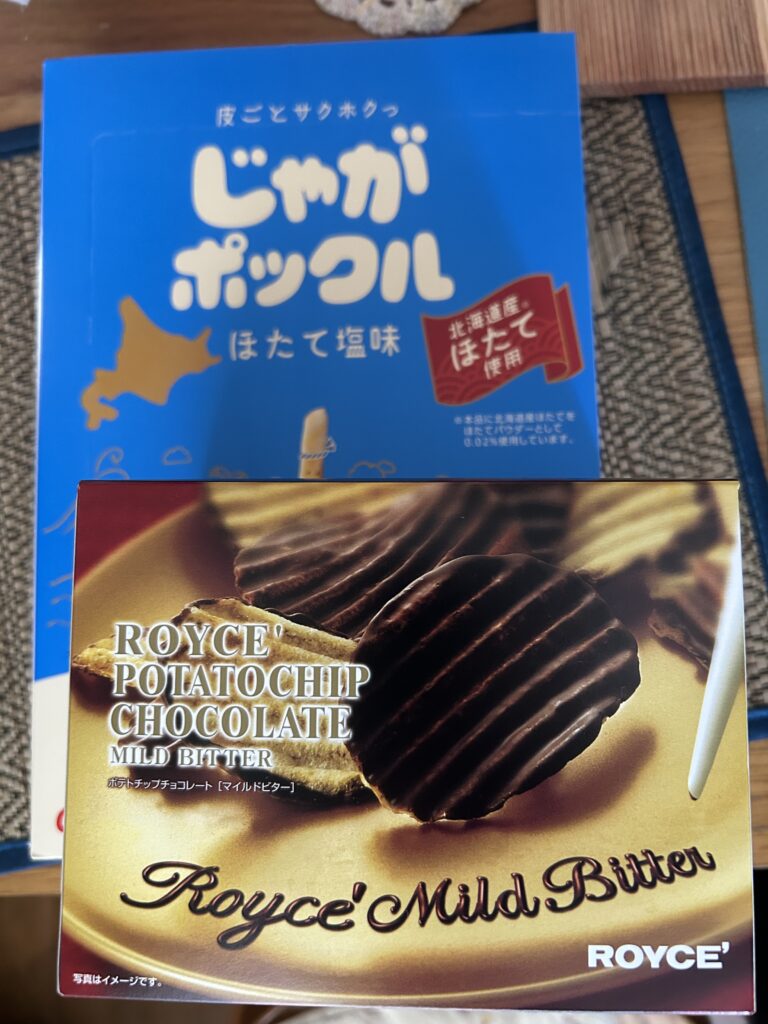 皮ごとサクホクっ
じゃが
ポックル
ほたて塩味
北海道産※
ほたて
使用
※本品に北海道産ほたてを
ほたてパウダーとして
0.02%使用しています。
ROYCE'
POTATOCHIP
CHOCOLATE
MILD BITTER
ポテトチップチョコレート［マイルドビター］
Royce' Mild Bitter
ROYCE'
写真はイメージです。